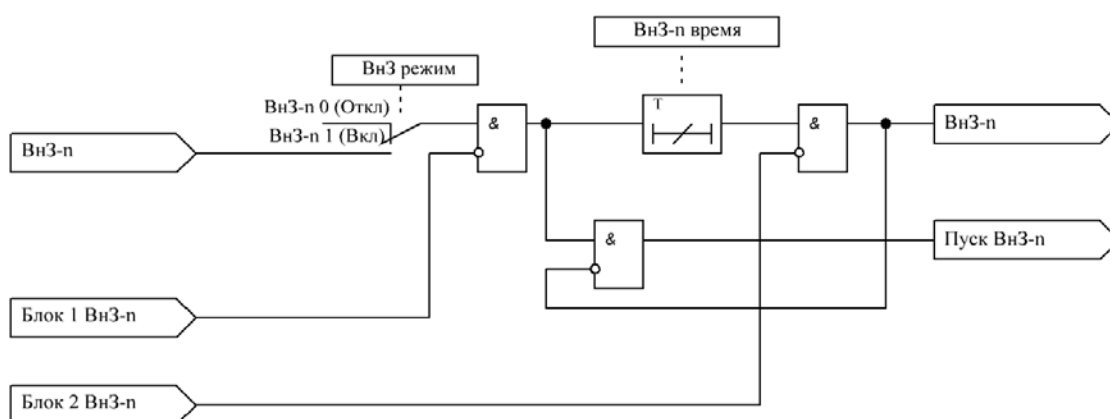 ВнЗ-n время
ВнЗ режим
ВнЗ-n 0 (Откл)
ВнЗ-n 1 (Вкл)
ВнЗ-n
&
T
&
ВнЗ-n
&
Пуск ВнЗ-n
Блок 1 ВнЗ-n
Блок 2 ВнЗ-n